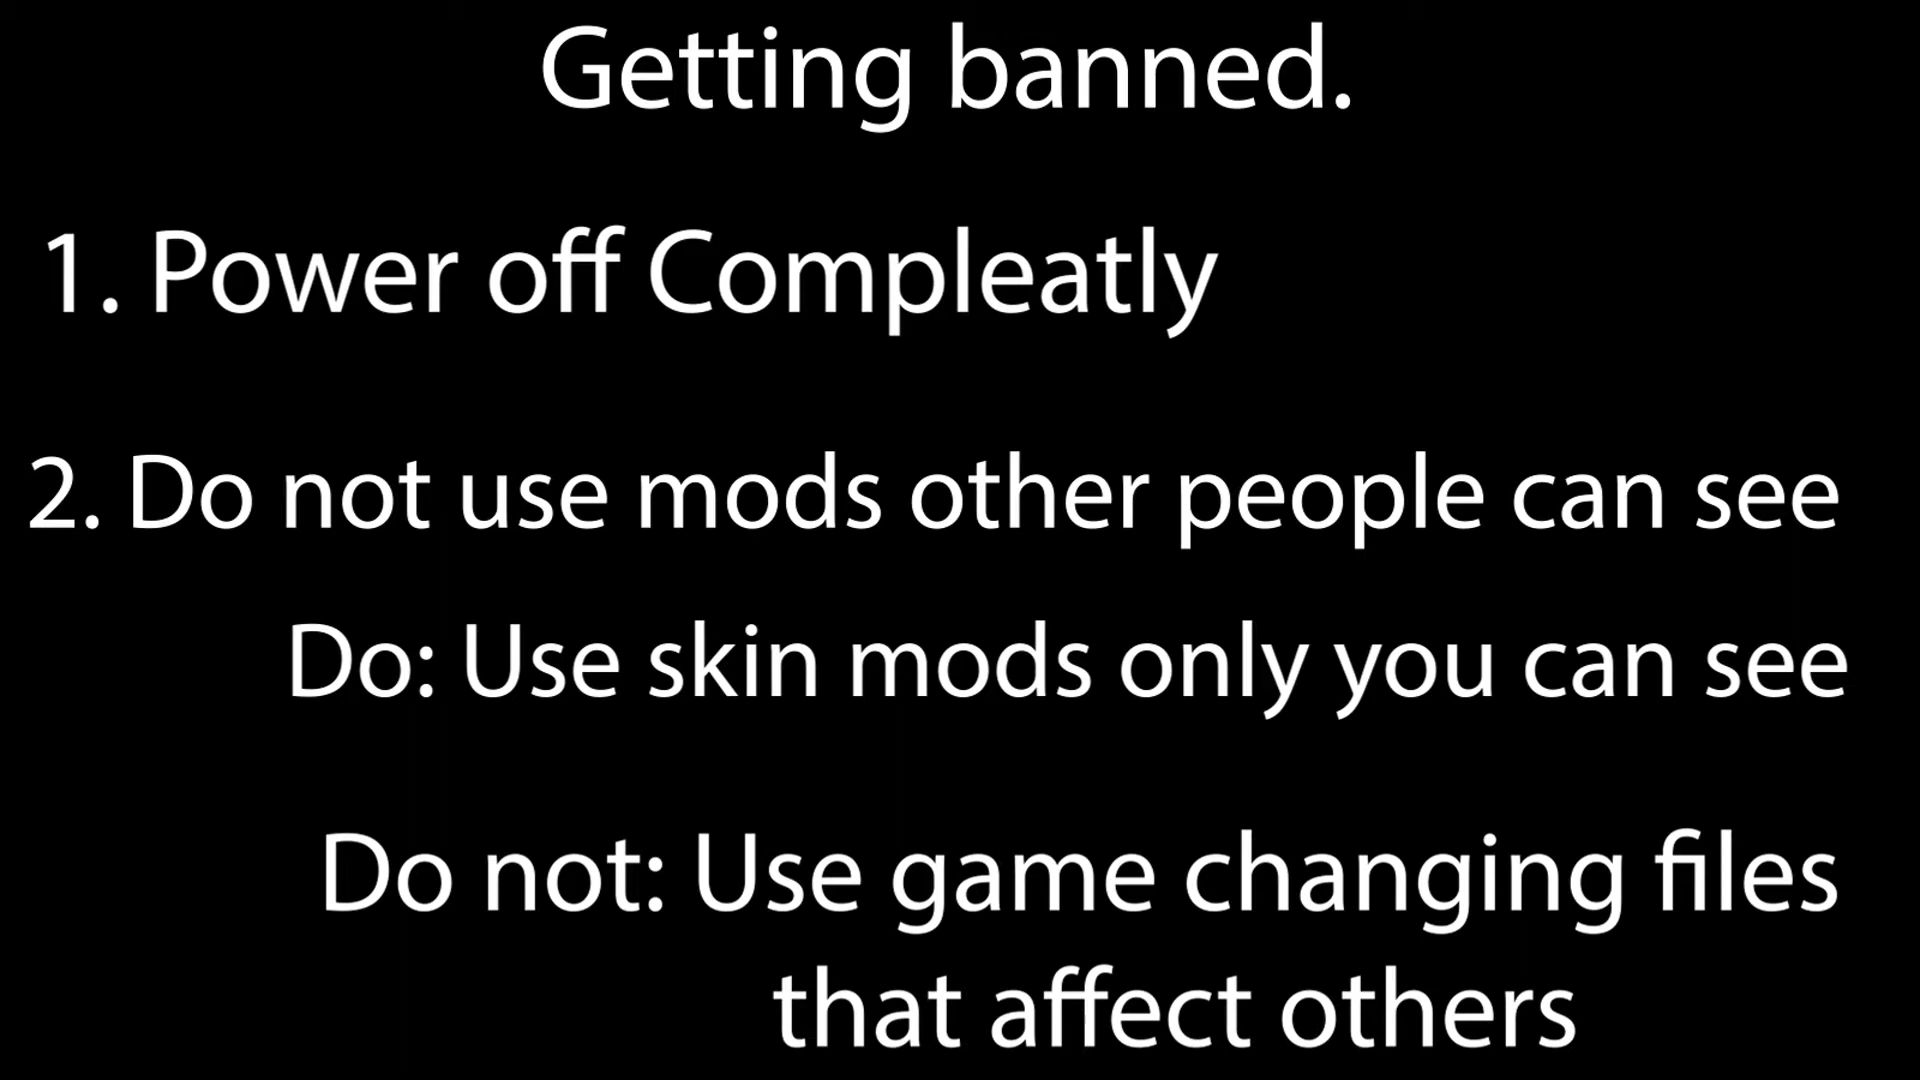 Getting banned.
1. Power off Compleatly
2. Do not use mods other people can see
Do: Use skin mods only you can see
Do not: Use game changing files
that affect others